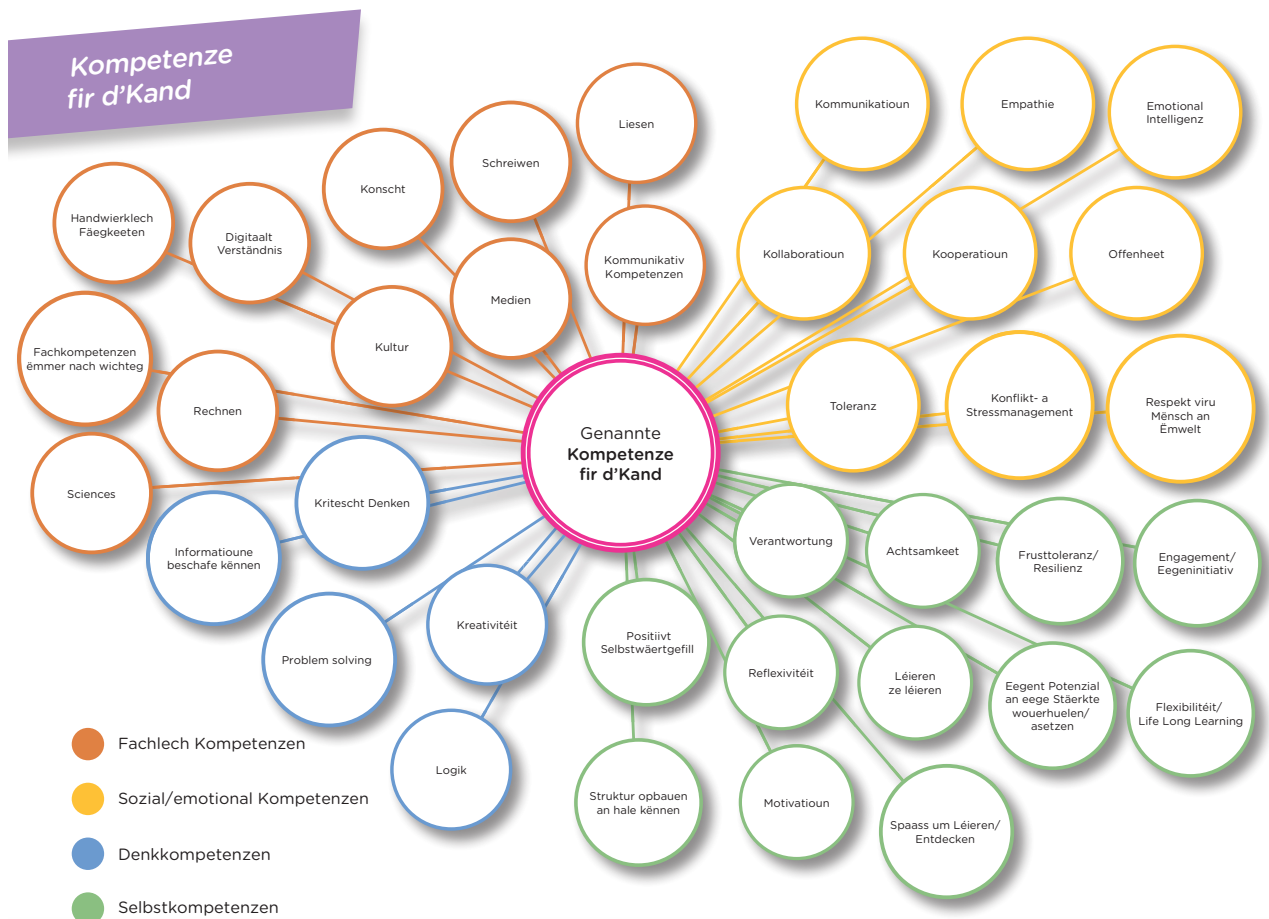 Kompetenze
fir d'Kand
Liesen
Kommunikatioun
Empathie
Emotional
Intelligenz
Schreiwen
Konscht
Handwierklech
Fäegkeeten
Digitaalt
Verständnis
Kommunikativ
Kompetenzen
Kollaboratioun
Kooperatioun
Offenheet
Medien
Kultur
Fachkompetenzen
ëmmer nach wichteg
Rechnen
Toleranz
Konflikt- a
Stressmanagement
Respekt viru
Mënsch an
Ëmwelt
Genannte
Kompetenze
fir d'Kand
Sciences
Kritescht Denken
Informatioune
beschafe kënnen
Verantwortung
Achtsamkeet
Frusttoleranz/
Resilienz
Engagement/
Eegeninitiativ
Problem solving
Kreativitéit
Positiivt
Selbstwäertgefill
Reflexivitéit
Léieren
ze léieren
Eegent Potenzial
an eege Stäerkte
wouerhuelen/
asetzen
Flexibilitéit/
Life Long Learning
Logik
Struktur opbauen
an hale kënnen
Motivatioun
Spaass um Léieren/
Entdecken
Fachlech Kompetenzen
Sozial/emotional Kompetenzen
Denkkompetenzen
Selbstkompetenzen